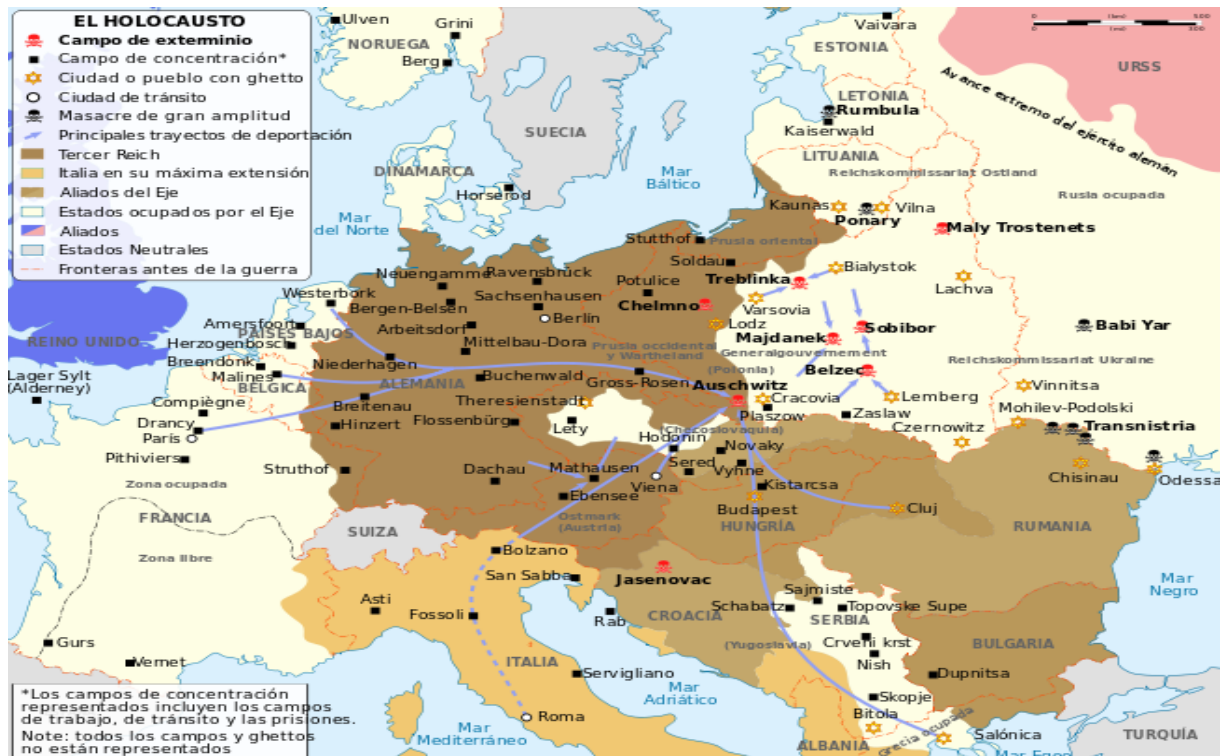 EL HOLOCAUSTO
Campo de exterminio
Campo de concentración*
Ciudad o pueblo con ghetto
Ciudad de tránsito
Masacre de gran amplitud
Principales trayectos de deportación
Tercer Reich
Italia en su máxima extensión
Aliados del Eje
Estados ocupados por el Eje
Aliados
Estados Neutrales
Fronteras antes de la guerra
Ulven
Grini
NORUEGA
Berg
SUECIA
DINAMARCA
Horserod
Mar
del Norte
Mar
Báltico
Vaivara
ESTONIA
0 (km) 500
0 (mi) 300
URSS
Avance extremo del ejército alemán
LETONIA
Rumbula
Kaiserwald
LITUANIA
Reichskommissariat Ostland
Rusia ocupada
Kaunas
Ponary
Vilna
Maly Trostenets
Stutthof
Prusia oriental
Soldau
Treblinka
Bialystok
Lachva
Neuengamme
Ravensbrück
Potulice
Westerbork
Bergen-Belsen
Sachsenhausen
Chelmno
Varsovia
Amersfoort
PAÍSES BAJOS
Arbeitsdorf
Berlín
Lodz
Majdanek
Sobibor
Babi Yar
REINO UNIDO
Herzogenbosch
Mittelbau-Dora
Prusia occidental
y Wartheland
Generalgouvernement
(Polonia)
Reichskommissariat Ukraine
Breendonk
Niederhagen
Belzec
Lager Sylt
(Alderney)
Malines
BÉLGICA
ALEMANIA
Buchenwald
Gross-Rosen
Auschwitz
Vinnitsa
Compiègne
Breitenau
Theresienstadt
Cracovia
Lemberg
Mohilev-Podolski
Drancy
Hinzert
Flossenbürg
Lety
Plaszow
Zaslaw
Transnistria
París
(Checoslovaquia)
Czernowitz
Pithiviers
Hodonin
Novaky
Struthof
Dachau
Mathausen
Sered
Vyhne
Chisinau
Odessa
Zona ocupada
Viena
Kistarcsa
Ebensee
Budapest
Cluj
FRANCIA
Ostmark
(Austria)
HUNGRÍA
RUMANIA
SUIZA
Zona libre
Bolzano
San Sabba
Jasenovac
Mar
Negro
Asti
Fossoli
Rab
CROACIA
Schabatz
Sajmiste
Topovske Supe
SERBIA
Gurs
Vernet
ITALIA
(Yugoslavia)
Crveni krst
Nish
BULGARIA
Servigliano
Dupnitsa
Mar
Adriático
Skopje
Bitola
Roma
Mar
Mediterráneo
ALBANIA
Grecia ocupada
Salónica
TURQUÍA
Mar Egeo
*Los campos de concentración
representados incluyen los campos
de trabajo, de tránsito y las prisiones.
Note: todos los campos y ghettos
no están representados